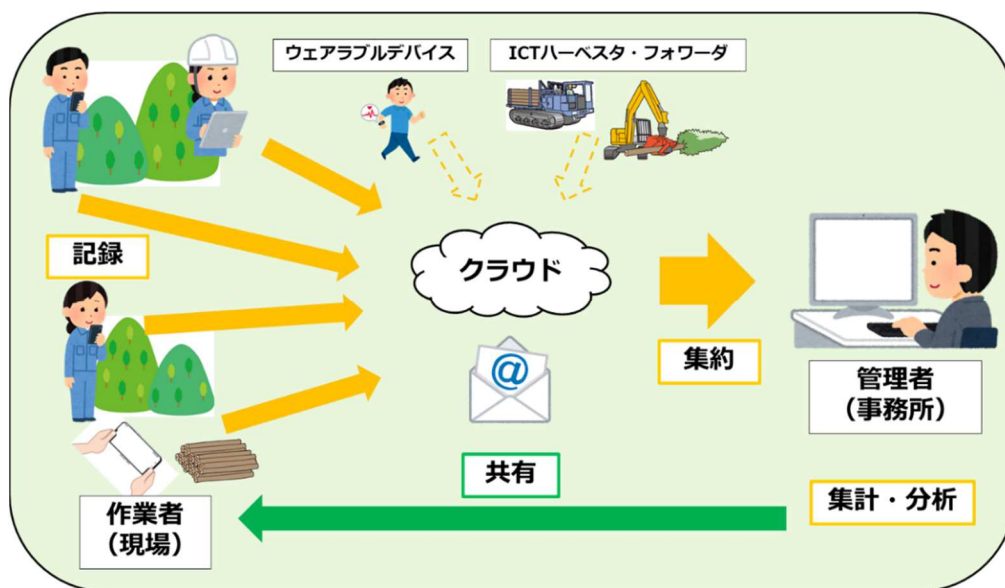 ウェアラブルデバイス
ICTハーベスタ・フォワーダ
記録
クラウド
@
集約
管理者
（事務所）
共有
集計・分析
作業者
（現場）